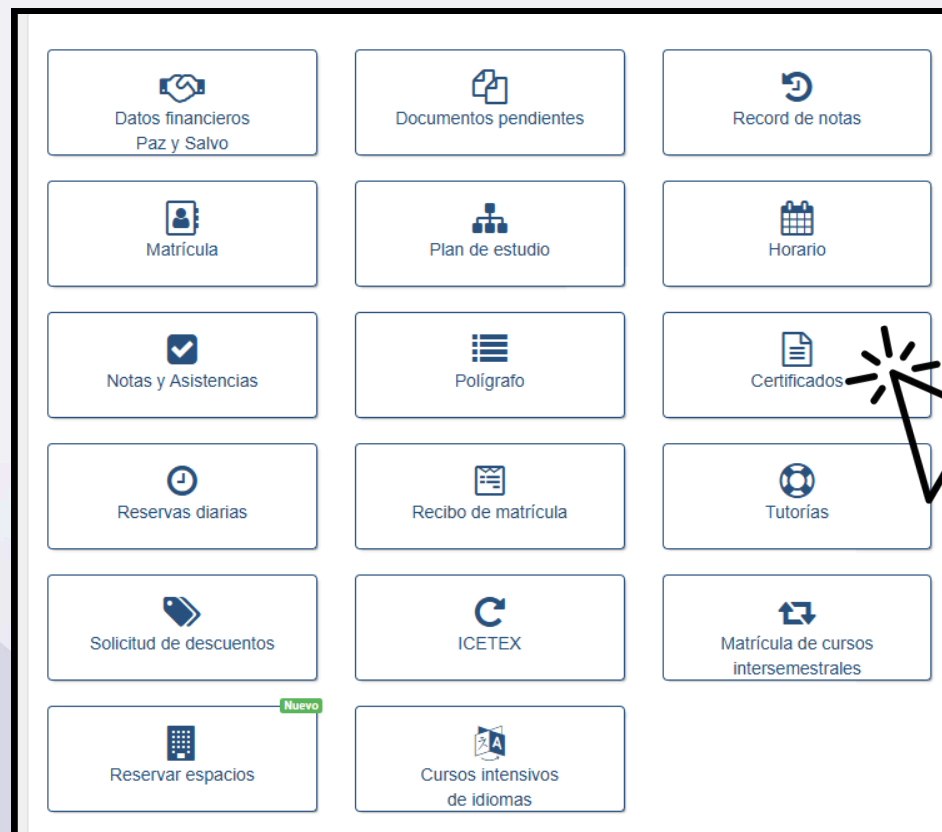 Datos financieros
Paz y Salvo
Documentos pendientes
Record de notas
Matrícula
Plan de estudio
Horario
Notas y Asistencias
Polígrafo
Certificados
Reservas diarias
Recibo de matrícula
Tutorías
Solicitud de descuentos
ICETEX
Matrícula de cursos
intersemestrales
Nuevo
Reservar espacios
Cursos intensivos
de idiomas